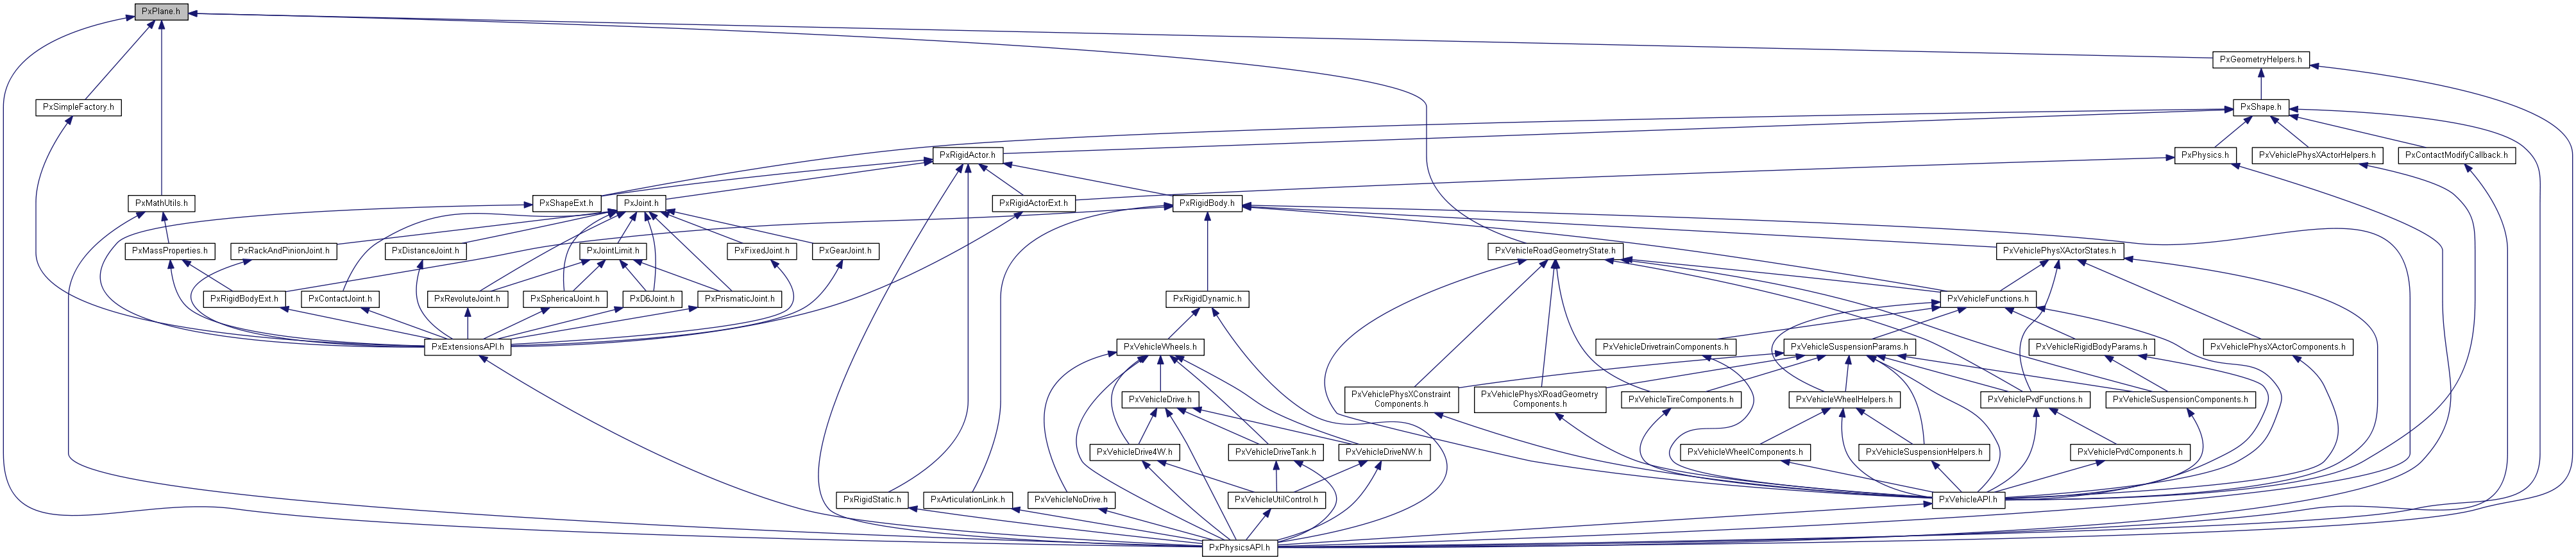 PxPlane.h
PxGeometryHelpers.h
PxSimpleFactory.h
PxShape.h
PxRigidActor.h
PxPhysics.h
PxVehiclePhysXActorHelpers.h
PxContactModifyCallback.h
PxMathUtils.h
PxShapeExt.h
PxJoint.h
PxRigidActorExt.h
PxRigidBody.h
PxMassProperties.h
PxRackAndPinionJoint.h
PxDistanceJoint.h
PxJointLimit.h
PxFixedJoint.h
PxGearJoint.h
PxVehicleRoadGeometryState.h
PxVehiclePhysXActorStates.h
PxRigidBodyExt.h
PxContactJoint.h
PxRevoluteJoint.h
PxSphericalJoint.h
PxD6Joint.h
PxPrismaticJoint.h
PxRigidDynamic.h
PxVehicleFunctions.h
PxExtensionsAPI.h
PxVehicleWheels.h
PxVehicleDrivetrainComponents.h
PxVehicleSuspensionParams.h
PxVehicleRigidBodyParams.h
PxVehiclePhysXActorComponents.h
PxVehicleDrive.h
PxVehiclePhysXConstraint
Components.h
PxVehiclePhysXRoadGeometry
Components.h
PxVehicleTireComponents.h
PxVehicleWheelHelpers.h
PxVehiclePvdFunctions.h
PxVehicleSuspensionComponents.h
PxVehicleDrive4W.h
PxVehicleDriveTank.h
PxVehicleDriveNW.h
PxVehicleWheelComponents.h
PxVehicleSuspensionHelpers.h
PxVehiclePvdComponents.h
PxRigidStatic.h
PxArticulationLink.h
PxVehicleNoDrive.h
PxVehicleUtilControl.h
PxVehicleAPI.h
PxPhysicsAPI.h